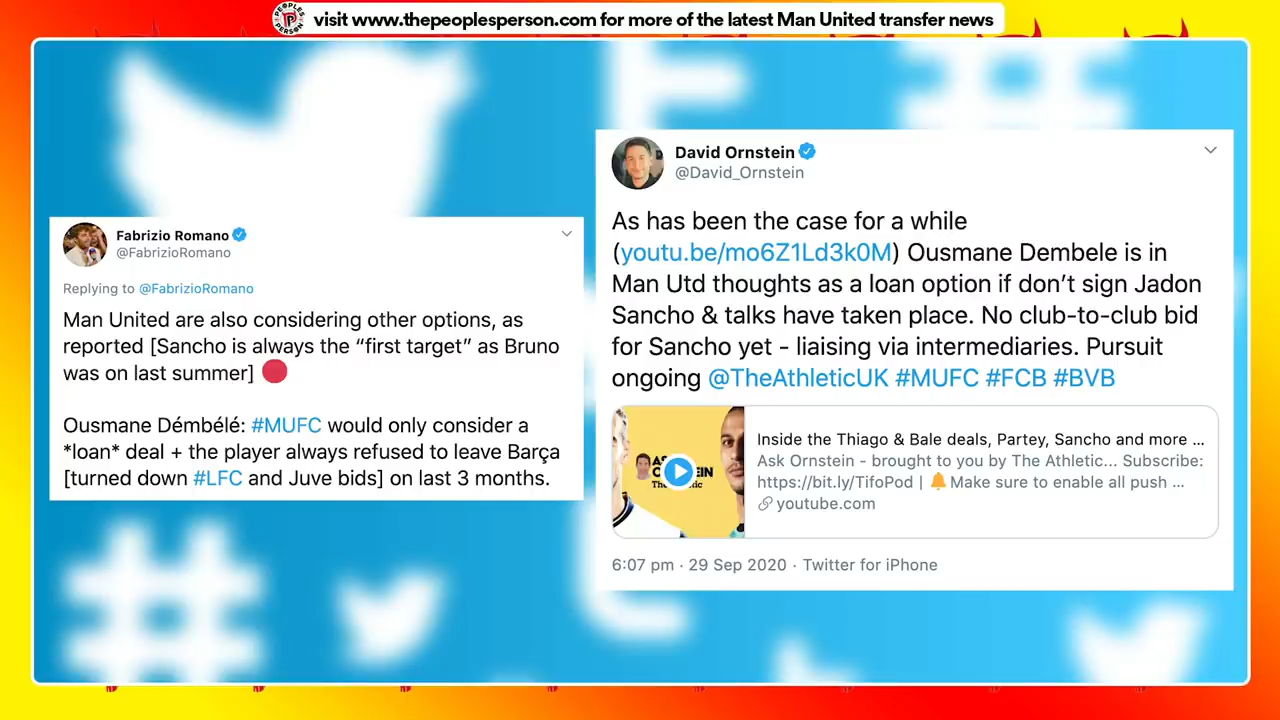 PEOPLES PERSON
visit www.thepeoplesperson.com for more of the latest Man United transfer news
Fabrizio Romano
@FabrizioRomano
Replying to @FabrizioRomano
Man United are also considering other options, as
reported [Sancho is always the “first target” as Bruno
was on last summer] 🔴
Ousmane Démbélé: #MUFC would only consider a
*loan* deal + the player always refused to leave Barça
[turned down #LFC and Juve bids] on last 3 months.
David Ornstein
@David_Ornstein
As has been the case for a while
(youtu.be/mo6Z1Ld3k0M) Ousmane Dembele is in
Man Utd thoughts as a loan option if don’t sign Jadon
Sancho & talks have taken place. No club-to-club bid
for Sancho yet - liaising via intermediaries. Pursuit
ongoing @TheAthleticUK #MUFC #FCB #BVB
Inside the Thiago & Bale deals, Partey, Sancho and more ...
Ask Ornstein - brought to you by The Athletic... Subscribe:
https://bit.ly/TifoPod | 🔔Make sure to enable all push ...
youtube.com
6:07 pm · 29 Sep 2020 · Twitter for iPhone